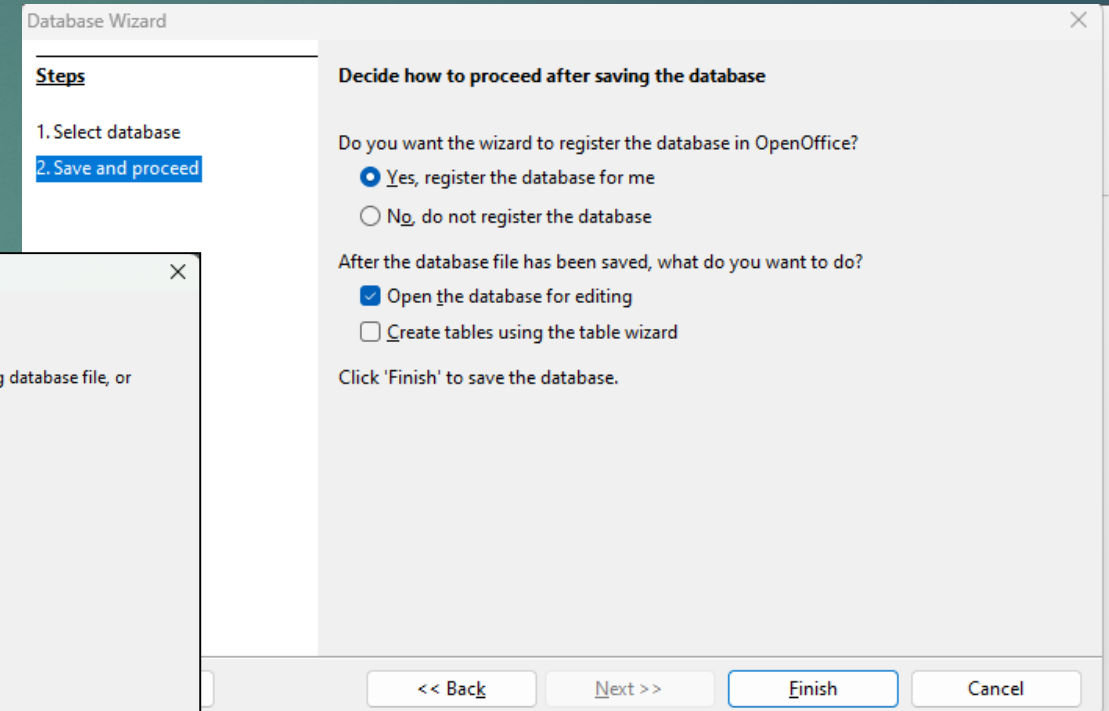 Database Wizard
Steps
1. Select database
2. Save and proceed
Decide how to proceed after saving the database
Do you want the wizard to register the database in OpenOffice?
Yes, register the database for me
No, do not register the database
After the database file has been saved, what do you want to do?
Open the database for editing
Create tables using the table wizard
Click 'Finish' to save the database.
database file, or
<< Back
Next >>
Finish
Cancel